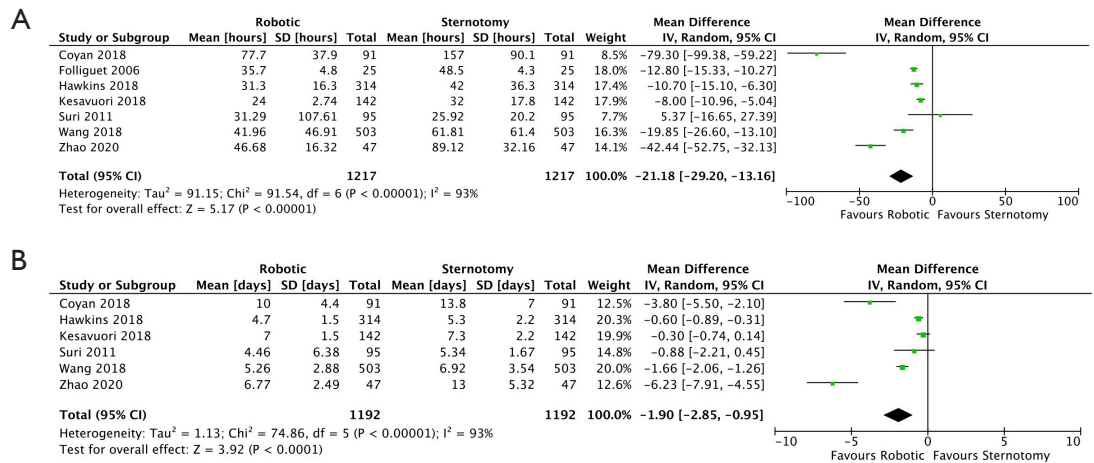 A
Robotic Sternotomy Mean Difference Mean Difference
Study or Subgroup Mean [hours] SD [hours] Total Mean [hours] SD [hours] Total Weight IV, Random, 95% CI IV, Random, 95% CI
Coyan 2018 77.7 37.9 91 157 90.1 91 8.5% −79.30 [−99.38, −59.22]
Folliguet 2006 35.7 4.8 25 48.5 4.3 25 18.0% −12.80 [−15.33, −10.27]
Hawkins 2018 31.3 16.3 314 42 36.3 314 17.4% −10.70 [−15.10, −6.30]
Kesavuori 2018 24 2.74 142 32 17.8 142 17.9% −8.00 [−10.96, −5.04]
Suri 2011 31.29 107.61 95 25.92 20.2 95 7.7% 5.37 [−16.65, 27.39]
Wang 2018 41.96 46.91 503 61.81 61.4 503 16.3% −19.85 [−26.60, −13.10]
Zhao 2020 46.68 16.32 47 89.12 32.16 47 14.1% −42.44 [−52.75, −32.13]
Total (95% CI) 1217 1217 100.0% −21.18 [−29.20, −13.16]
Heterogeneity: Tau² = 91.15; Chi² = 91.54, df = 6 (P < 0.00001); I² = 93%
Test for overall effect: Z = 5.17 (P < 0.00001)
−100 −50 0 50 100
Favours Robotic Favours Sternotomy
B
Robotic Sternotomy Mean Difference Mean Difference
Study or Subgroup Mean [days] SD [days] Total Mean [days] SD [days] Total Weight IV, Random, 95% CI IV, Random, 95% CI
Coyan 2018 10 4.4 91 13.8 7 91 12.5% −3.80 [−5.50, −2.10]
Hawkins 2018 4.7 1.5 314 5.3 2.2 314 20.3% −0.60 [−0.89, −0.31]
Kesavuori 2018 7 1.5 142 7.3 2.2 142 19.9% −0.30 [−0.74, 0.14]
Suri 2011 4.46 6.38 95 5.34 1.67 95 14.8% −0.88 [−2.21, 0.45]
Wang 2018 5.26 2.88 503 6.92 3.54 503 20.0% −1.66 [−2.06, −1.26]
Zhao 2020 6.77 2.49 47 13 5.32 47 12.6% −6.23 [−7.91, −4.55]
Total (95% CI) 1192 1192 100.0% −1.90 [−2.85, −0.95]
Heterogeneity: Tau² = 1.13; Chi² = 74.86, df = 5 (P < 0.00001); I² = 93%
Test for overall effect: Z = 3.92 (P < 0.0001)
−10 −5 0 5 10
Favours Robotic Favours Sternotomy